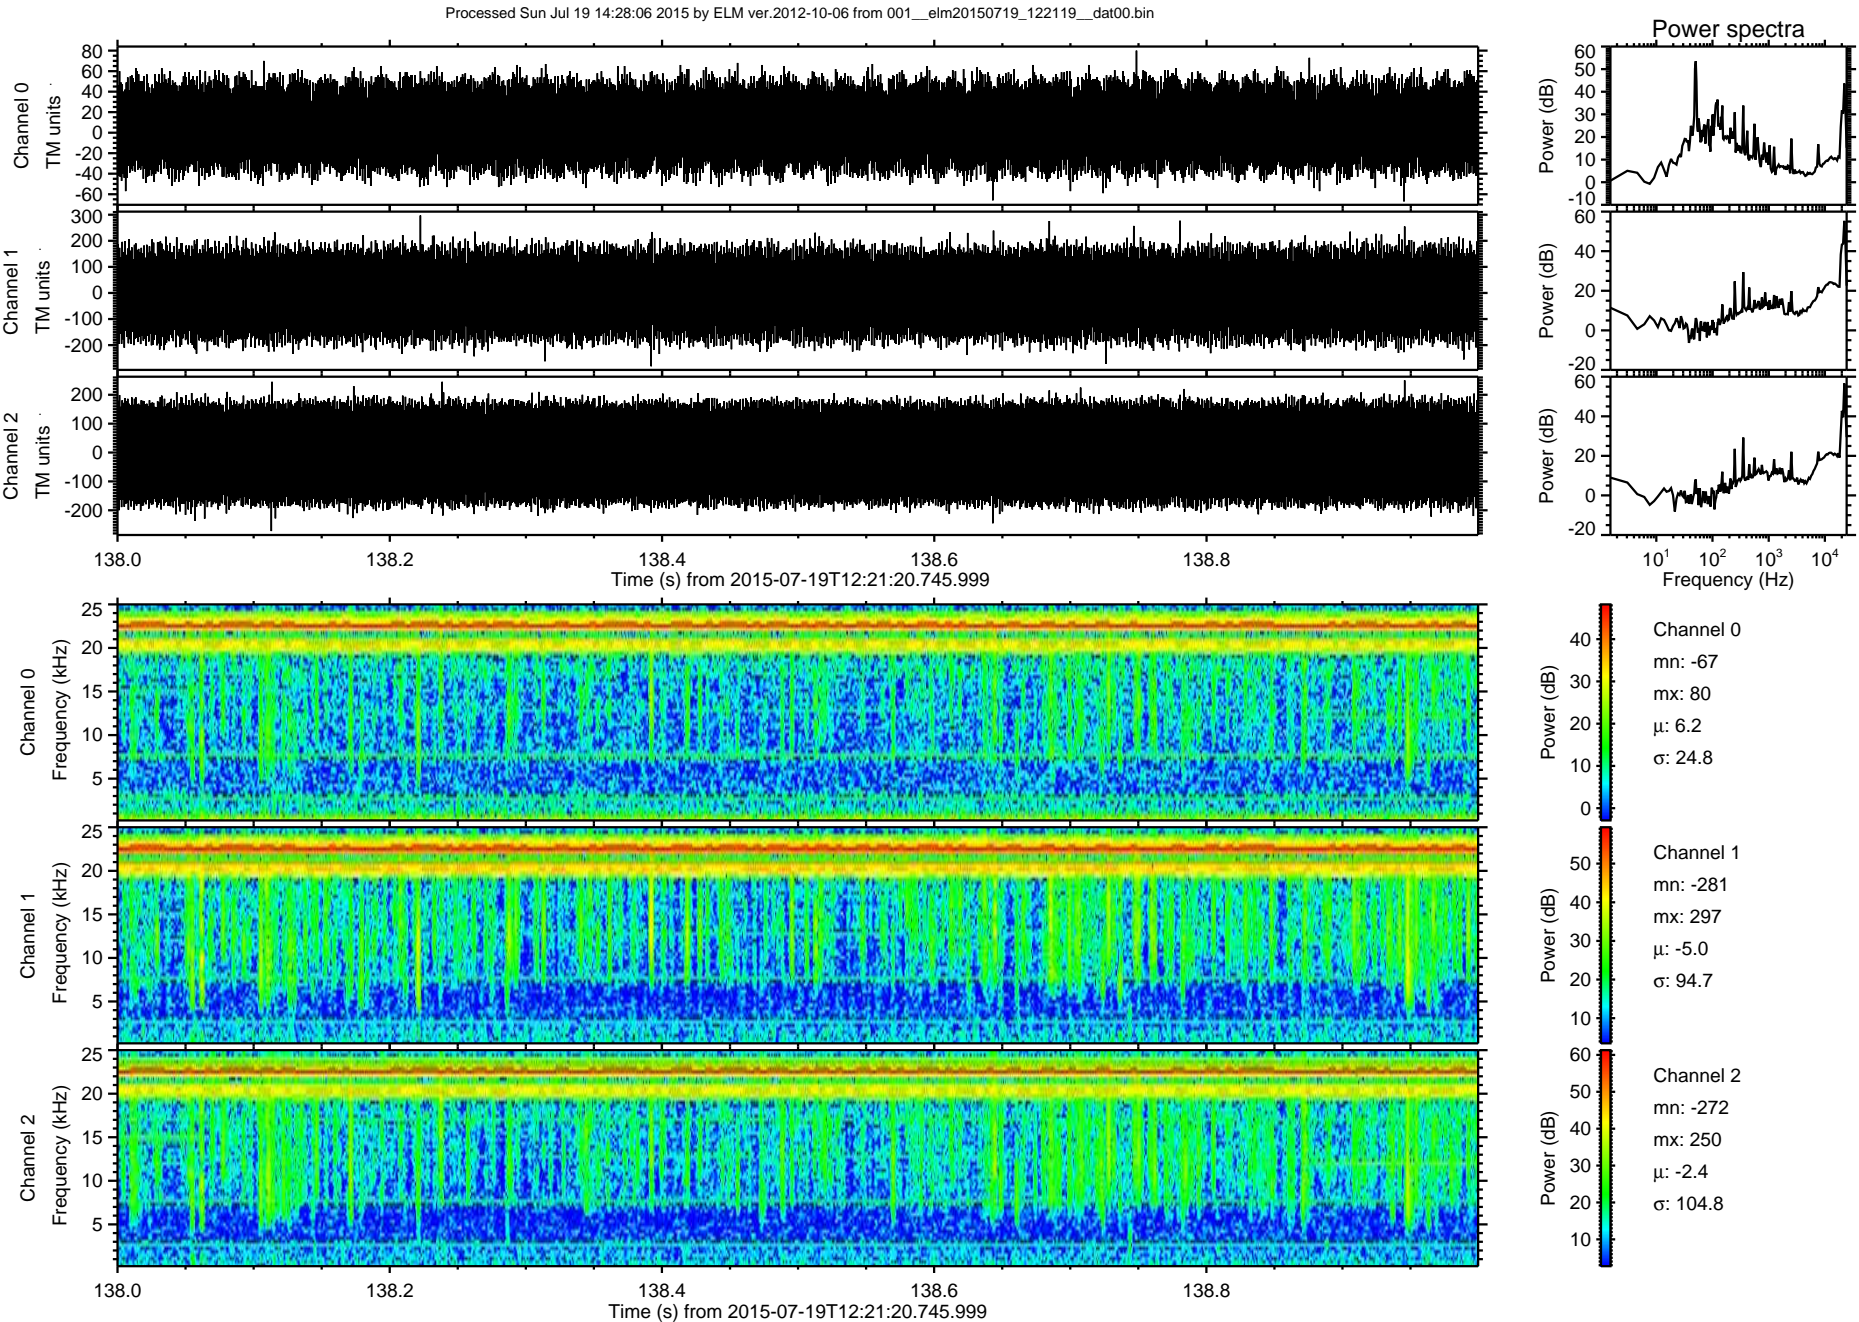 Processed Sun Jul 19 14:28:06 2015 by ELM ver.2012-10-06 from 001__elm20150719_122119__dat00.bin
Power spectra
Channel 0
TM units
80
60
40
20
0
-20
-40
-60
Power (dB)
60
50
40
30
20
10
0
-10
Channel 1
TM units
300
200
100
0
-100
-200
Power (dB)
60
40
20
0
-20
Channel 2
TM units
200
100
0
-100
-200
Power (dB)
60
40
20
0
-20
138.0 138.2 138.4 138.6 138.8
Time (s) from 2015-07-19T12:21:20.745.999
10¹ 10² 10³ 10⁴
Frequency (Hz)
Channel 0
Frequency (kHz)
25
20
15
10
5
Power (dB)
40
30
20
10
0
Channel 0
mn: -67
mx: 80
µ: 6.2
σ: 24.8
Channel 1
Frequency (kHz)
25
20
15
10
5
Power (dB)
50
40
30
20
10
Channel 1
mn: -281
mx: 297
µ: -5.0
σ: 94.7
Channel 2
Frequency (kHz)
25
20
15
10
5
Power (dB)
60
50
40
30
20
10
Channel 2
mn: -272
mx: 250
µ: -2.4
σ: 104.8
138.0 138.2 138.4 138.6 138.8
Time (s) from 2015-07-19T12:21:20.745.999